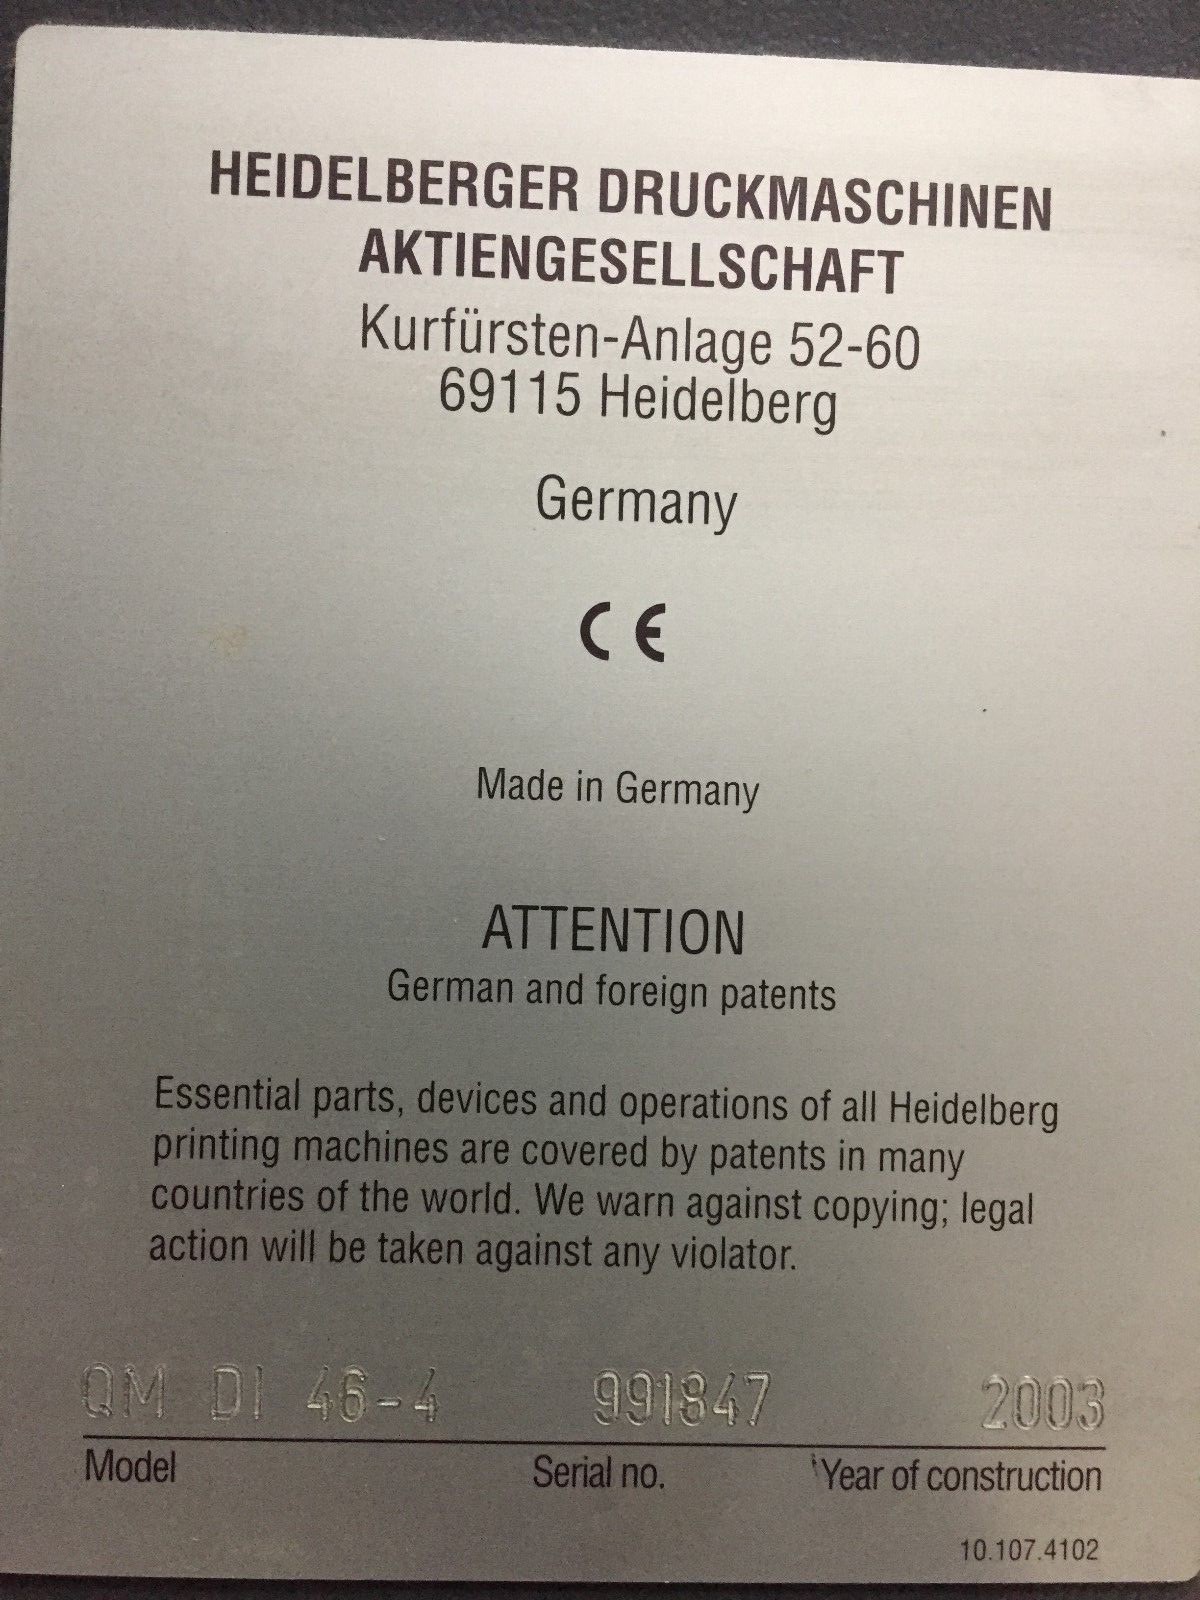 HEIDELBERGER DRUCKMASCHINEN
AKTIENGESELLSCHAFT
Kurfürsten-Anlage 52-60
69115 Heidelberg
Germany
CE
Made in Germany
ATTENTION
German and foreign patents
Essential parts, devices and operations of all Heidelberg
printing machines are covered by patents in many
countries of the world. We warn against copying; legal
action will be taken against any violator.
QM DI 46-4 991847 2003
Model Serial no. Year of construction
10.107.4102